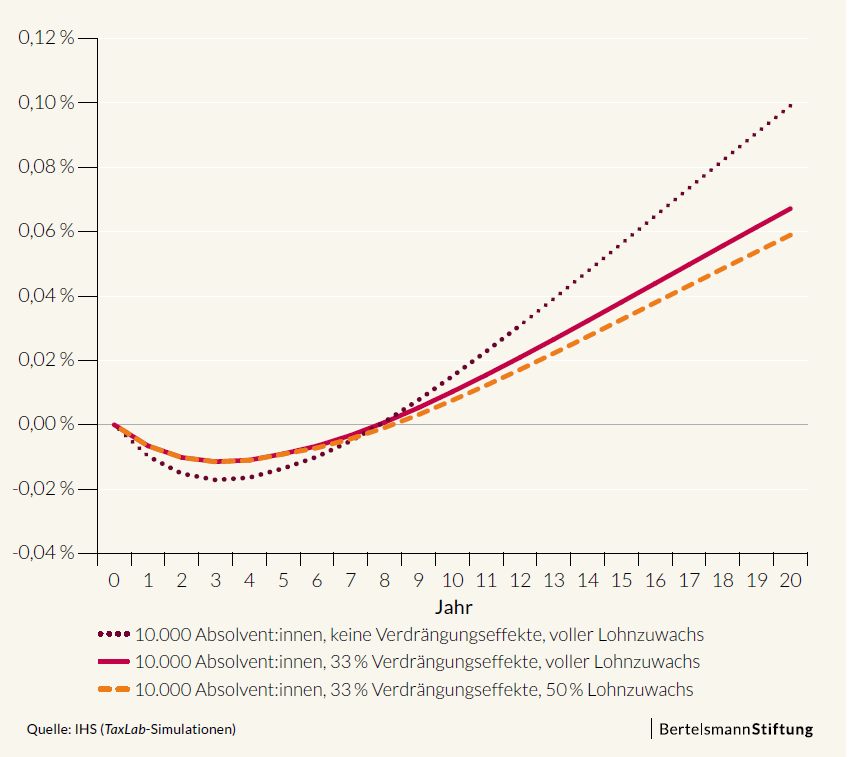 0,12 %
0,10 %
0,08 %
0,06 %
0,04 %
0,02 %
0,00 %
-0,02 %
-0,04 %
0 1 2 3 4 5 6 7 8 9 10 11 12 13 14 15 16 17 18 19 20
Jahr
10.000 Absolvent:innen, keine Verdrängungseffekte, voller Lohnzuwachs
10.000 Absolvent:innen, 33 % Verdrängungseffekte, voller Lohnzuwachs
10.000 Absolvent:innen, 33 % Verdrängungseffekte, 50 % Lohnzuwachs
Quelle: IHS (TaxLab-Simulationen)
BertelsmannStiftung